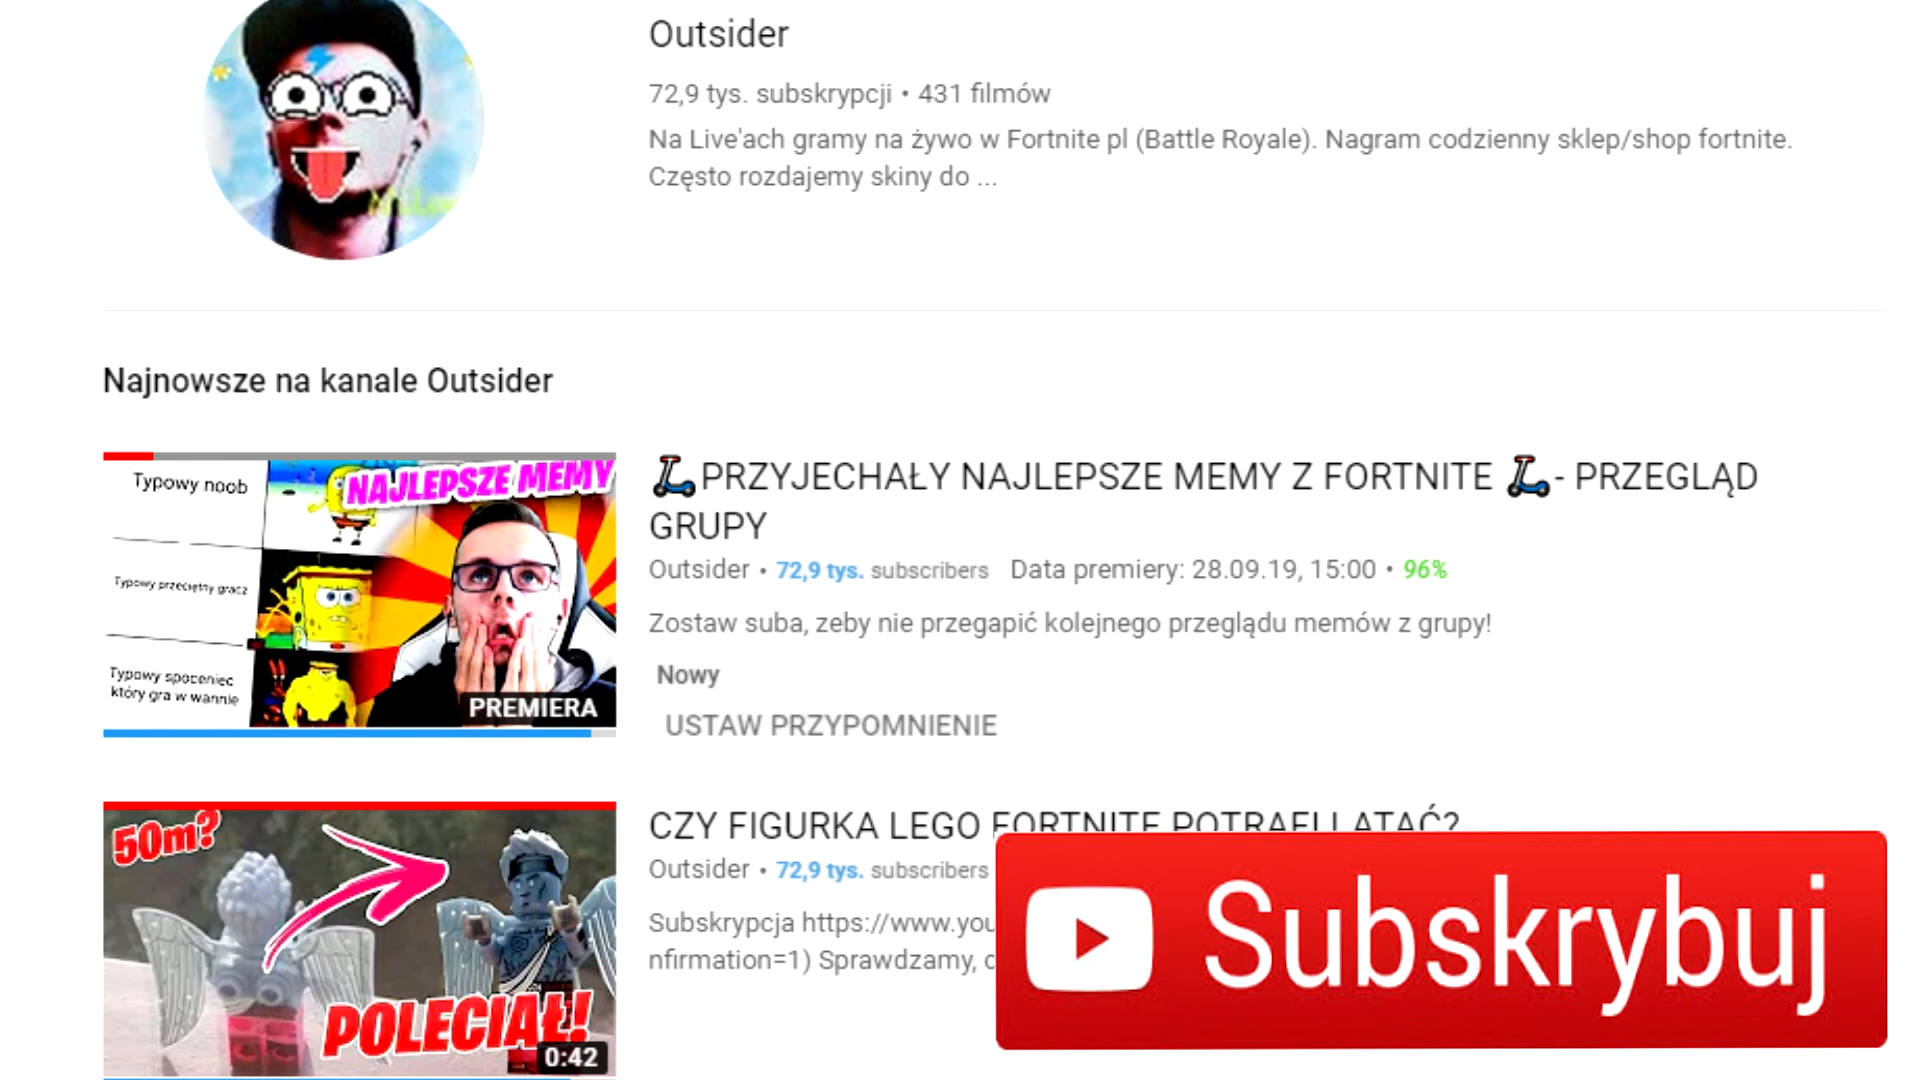 Outsider
72,9 tys. subskrypcji • 431 filmów
Na Live'ach gramy na żywo w Fortnite pl (Battle Royale). Nagram codzienny sklep/shop fortnite.
Często rozdajemy skiny do ...
Najnowsze na kanale Outsider
Typowy noob
NAJLEPSZE MEMY
Typowy przeciętny gracz
Typowy spoceniec
który gra w wannie
PREMIERA
🛴PRZYJECHAŁY NAJLEPSZE MEMY Z FORTNITE 🛴- PRZEGLĄD
GRUPY
Outsider • 72,9 tys. subscribers Data premiery: 28.09.19, 15:00 • 96%
Zostaw suba, zeby nie przegapić kolejnego przeglądu memów z grupy!
Nowy
USTAW PRZYPOMNIENIE
50m?
POLECIAŁ!
0:42
CZY FIGURKA LEGO FORTNITE POTRAFI LATAĆ?
Outsider • 72,9 tys. subscribers
Subskrypcja https://www.you
nfirmation=1) Sprawdzamy,
Subskrybuj